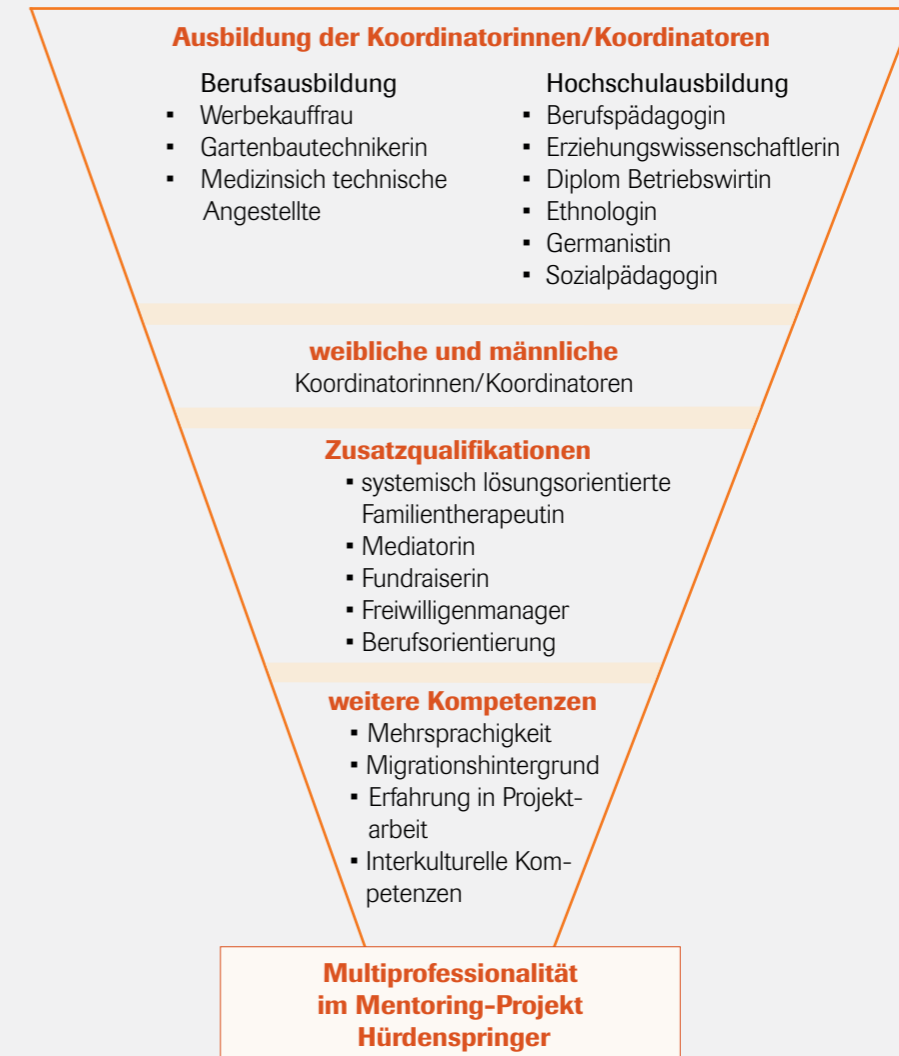 Ausbildung der Koordinatorinnen/Koordinatoren
Berufsausbildung
▪ Werbekauffrau
▪ Gartenbautechnikerin
▪ Medizinsich technische
Angestellte
Hochschulausbildung
▪ Berufspädagogin
▪ Erziehungswissenschaftlerin
▪ Diplom Betriebswirtin
▪ Ethnologin
▪ Germanistin
▪ Sozialpädagogin
weibliche und männliche
Koordinatorinnen/Koordinatoren
Zusatzqualifikationen
▪ systemisch lösungsorientierte
Familientherapeutin
▪ Mediatorin
▪ Fundraiserin
▪ Freiwilligenmanager
▪ Berufsorientierung
weitere Kompetenzen
▪ Mehrsprachigkeit
▪ Migrationshintergrund
▪ Erfahrung in Projekt-
arbeit
▪ Interkulturelle Kom-
petenzen
Multiprofessionalität
im Mentoring-Projekt
Hürdenspringer